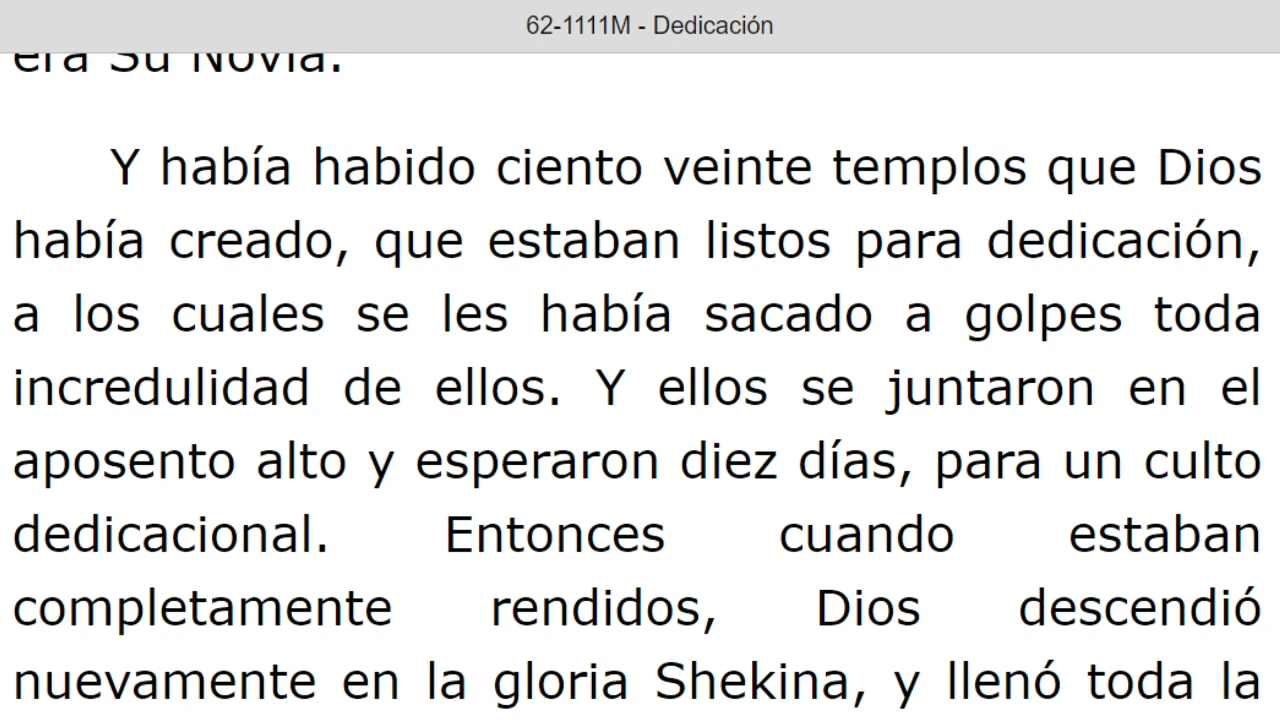 62-1111M - Dedicación
era Su Novia.
Y había habido ciento veinte templos que Dios
había creado, que estaban listos para dedicación,
a los cuales se les había sacado a golpes toda
incredulidad de ellos. Y ellos se juntaron en el
aposento alto y esperaron diez días, para un culto
dedicacional. Entonces cuando estaban
completamente rendidos, Dios descendió
nuevamente en la gloria Shekina, y llenó toda la